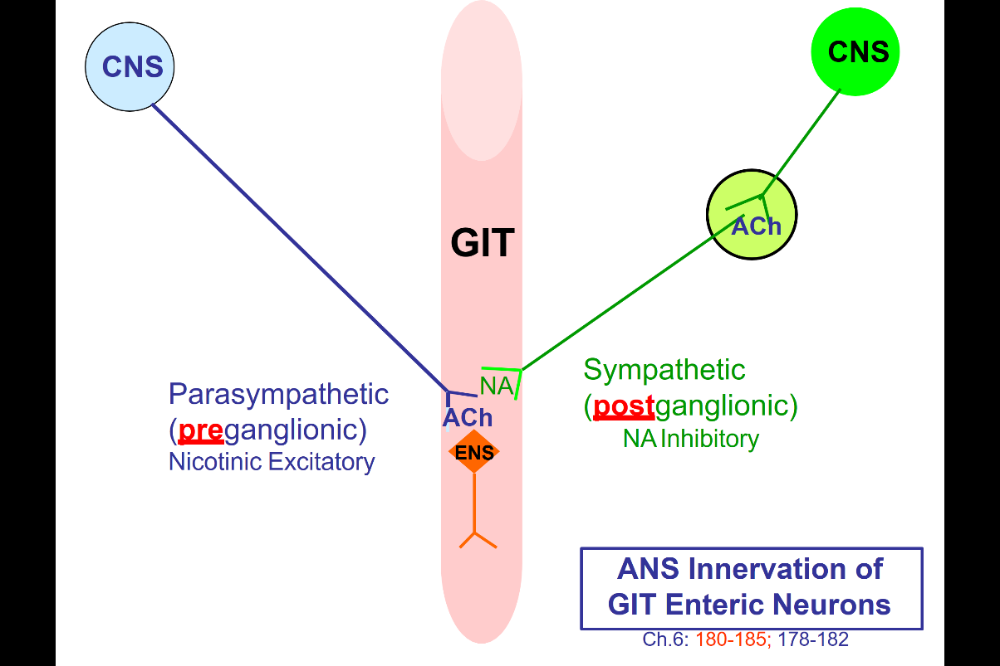 CNS
CNS
ACh
GIT
NA
ACh
ENS
Parasympathetic
(preganglionic)
Nicotinic Excitatory
Sympathetic
(postganglionic)
NA Inhibitory
ANS Innervation of
GIT Enteric Neurons
Ch.6: 180-185; 178-182